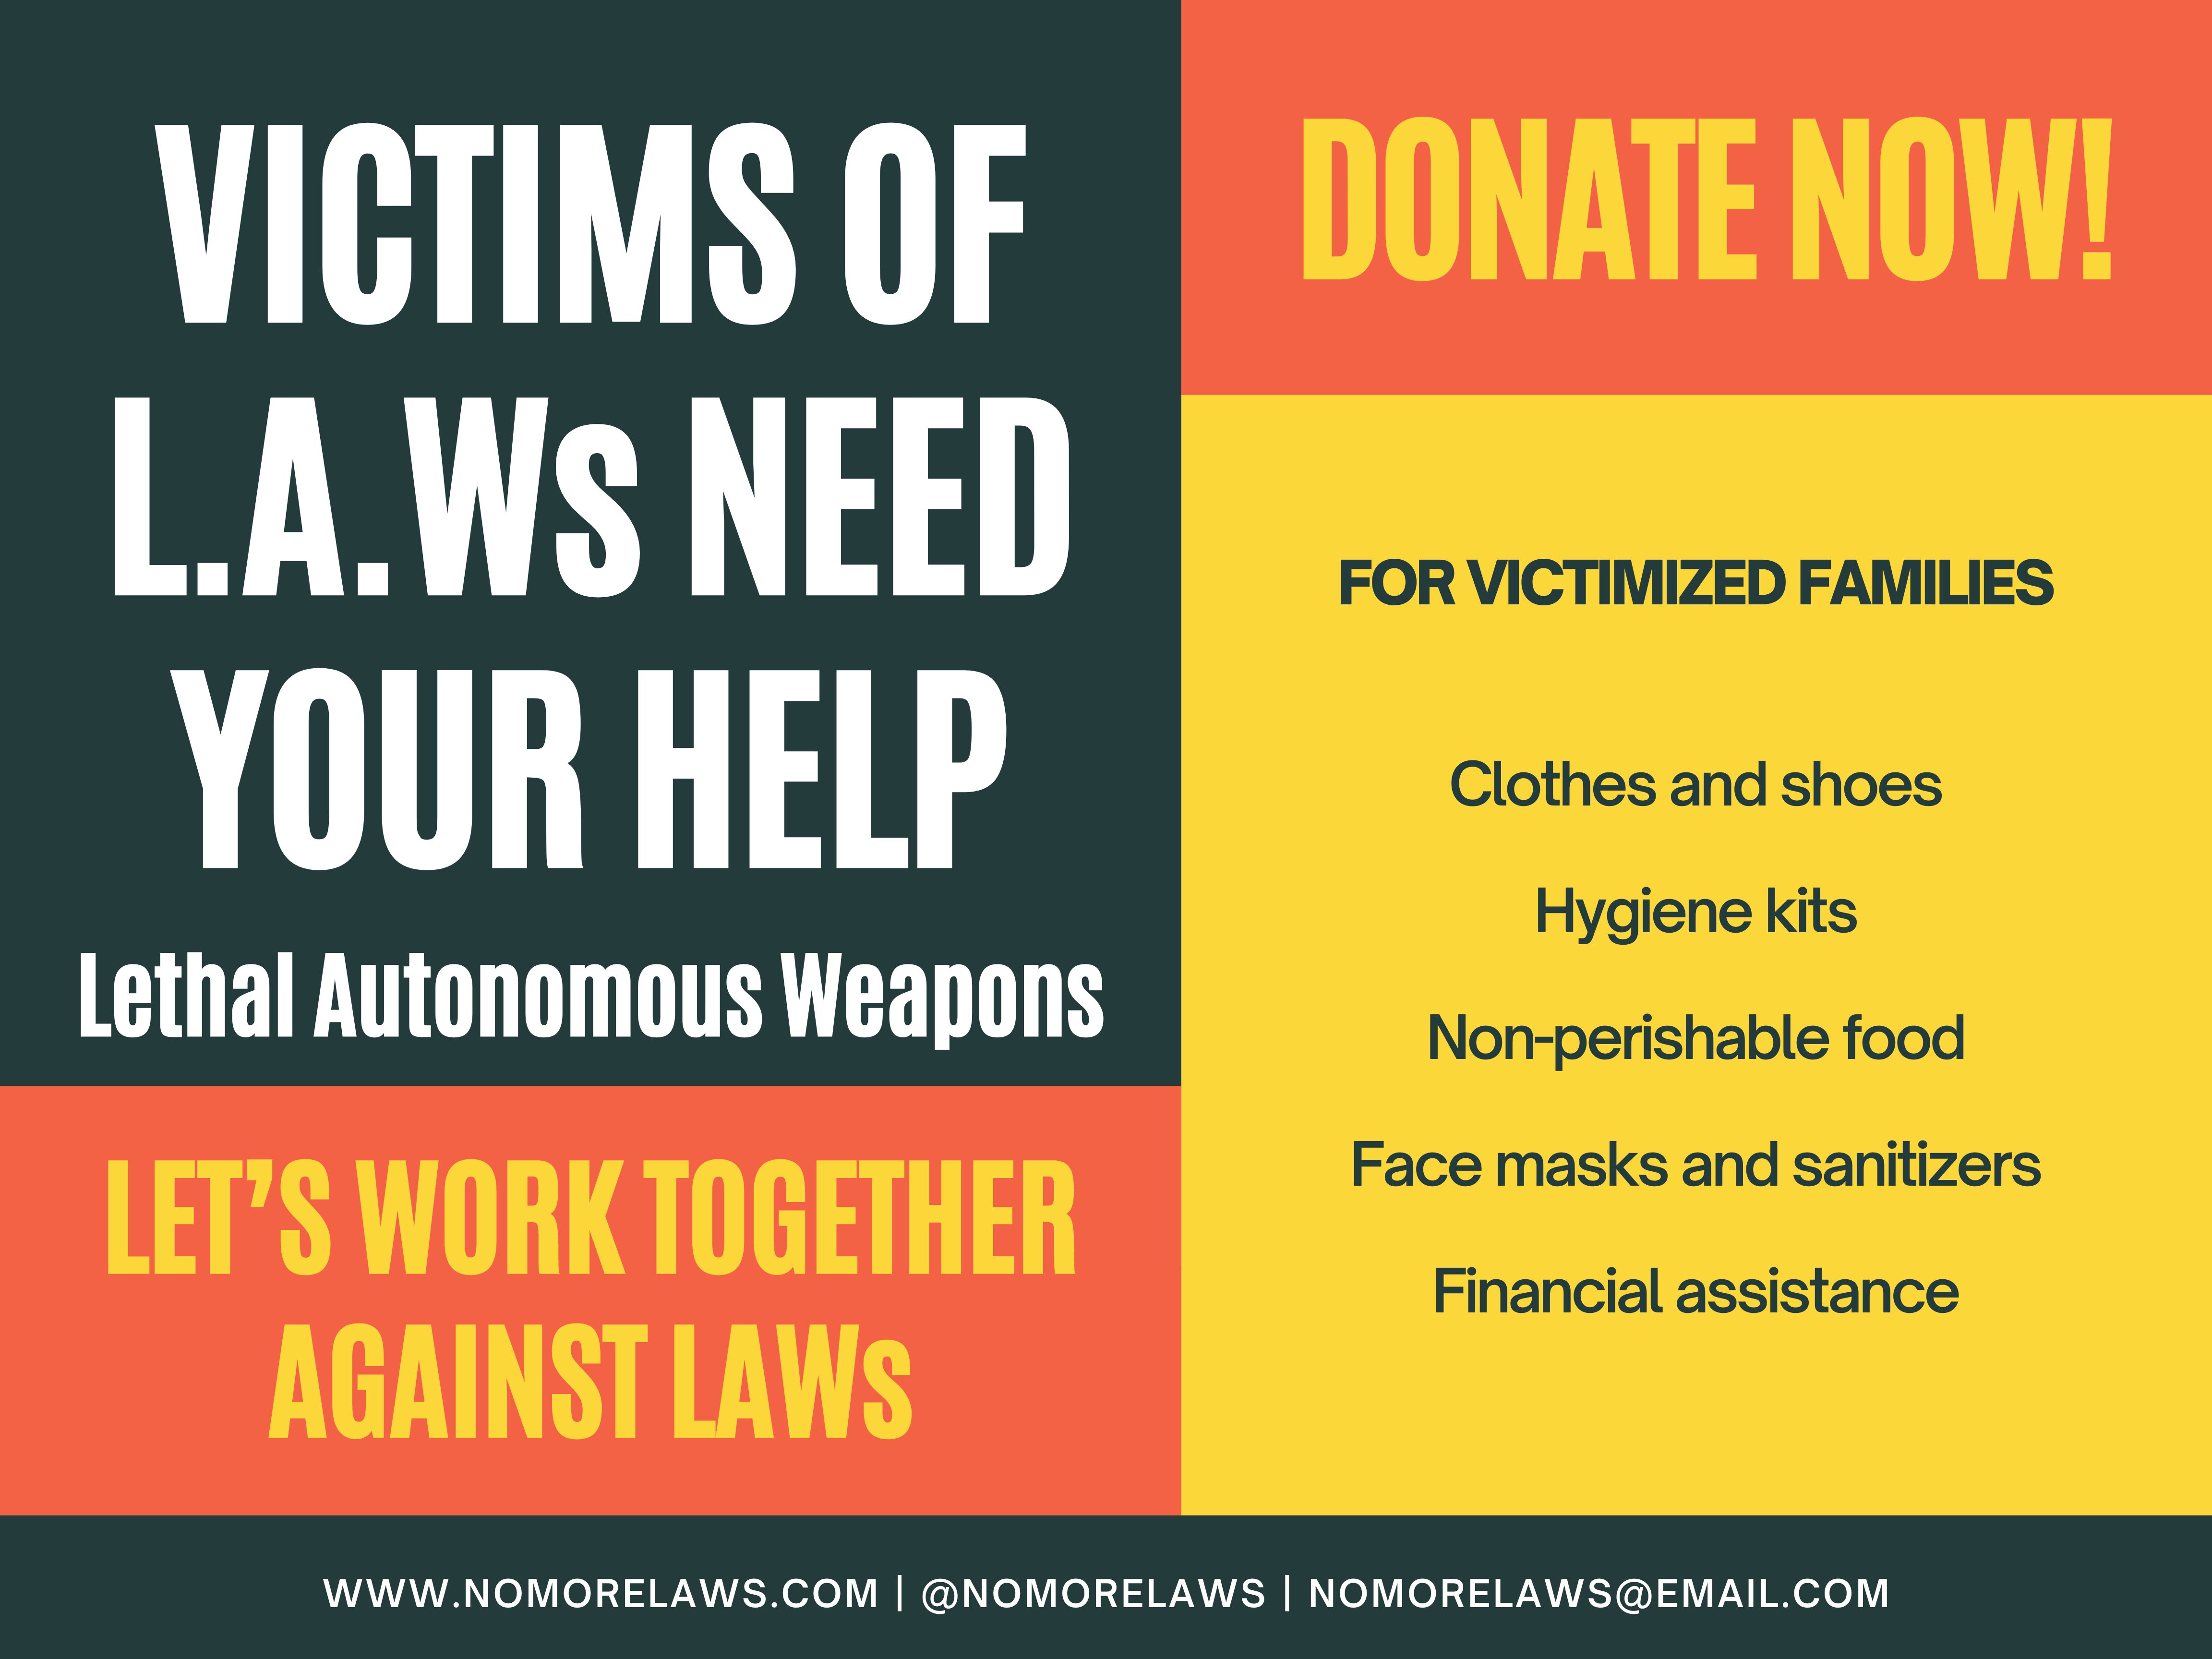 VICTIMS OF
L.A.Ws NEED
YOUR HELP
Lethal Autonomous Weapons
LET'S WORK TOGETHER
AGAINST LAWs
DONATE NOW!
FOR VICTIMIZED FAMILIES
Clothes and shoes
Hygiene kits
Non-perishable food
Face masks and sanitizers
Financial assistance
WWW.NOMORELAWS.COM | @NOMORELAWS | NOMORELAWS@EMAIL.COM